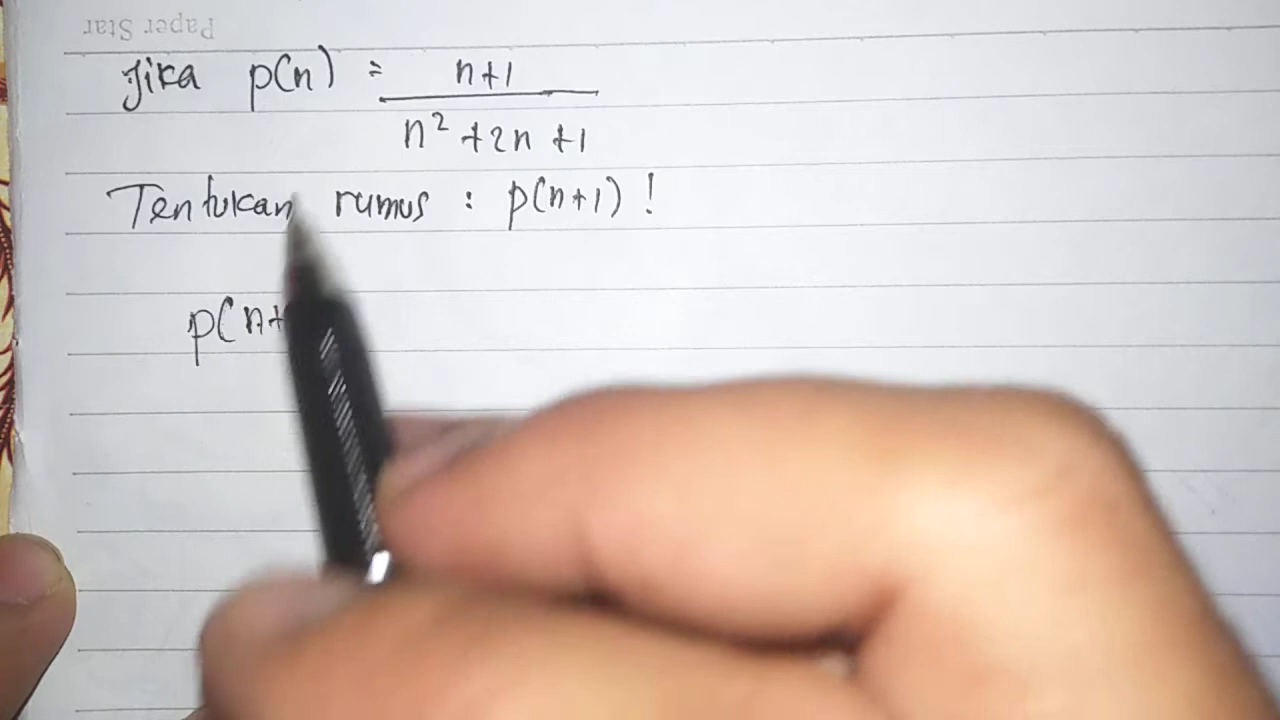 Paper Star
Jika p(n) = n+1
n² + 2n + 1
Tentukan rumus : p(n+1) !
p(n+